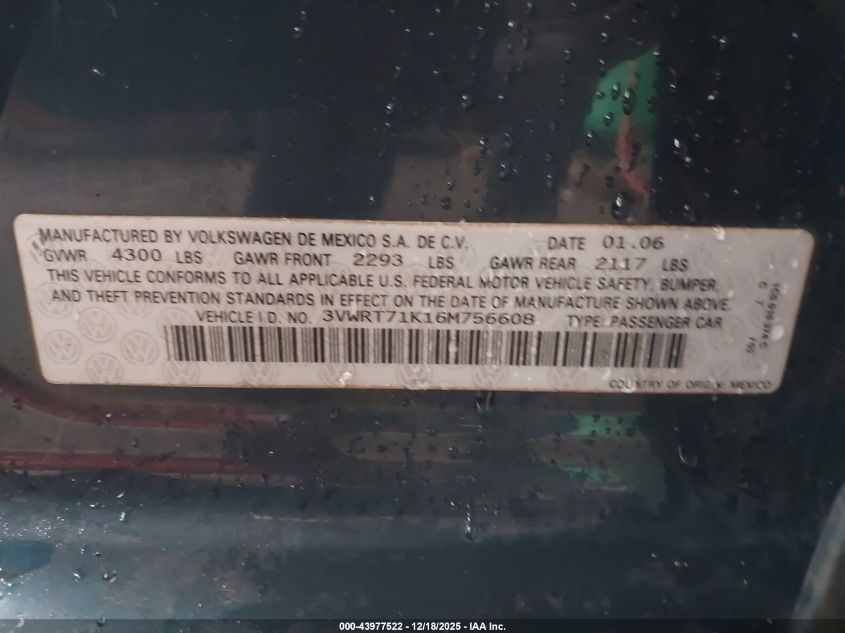 MANUFACTURED BY VOLKSWAGEN DE MEXICO S.A. DE C.V. DATE 01.06
GVWR 4300 LBS GAWR FRONT 2293 LBS GAWR REAR 2117 LBS
THIS VEHICLE CONFORMS TO ALL APPLICABLE U.S. FEDERAL MOTOR VEHICLE SAFETY, BUMPER,
AND THEFT PREVENTION STANDARDS IN EFFECT ON THE DATE OF MANUFACTURE SHOWN ABOVE.
VEHICLE I.D. NO. 3VWRT71K16M756608 TYPE: PASSENGER CAR
COUNTRY OF ORIGIN: MEXICO
000-43977522 - 12/18/2025 - IAA Inc.